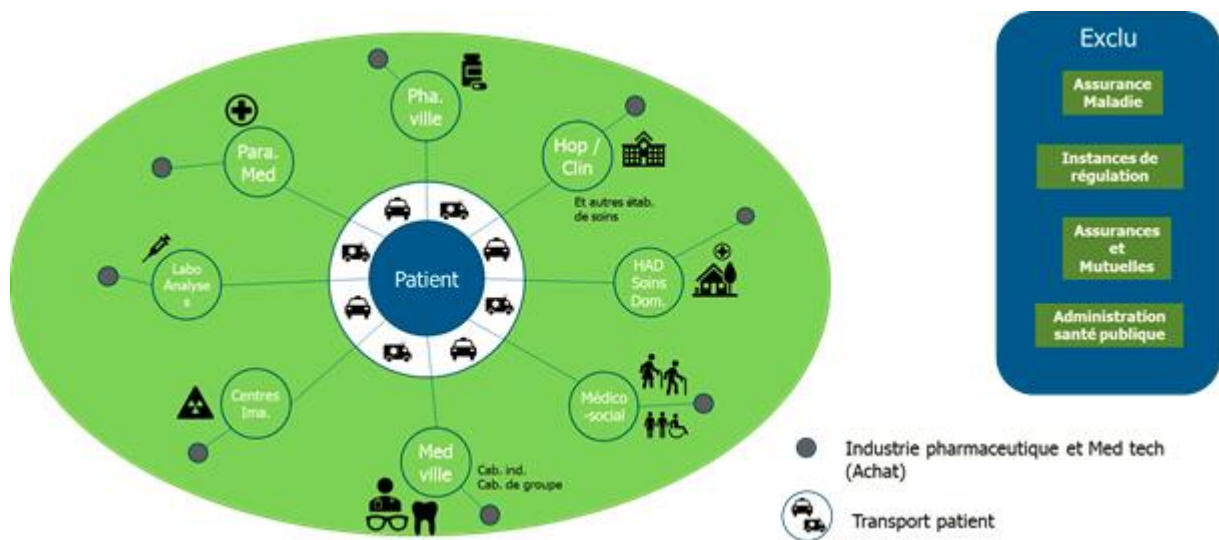 Pha.
ville
Hop /
Clin
Et autres étab.
de soins
Para.
Med
Labo
Analyse
s
Patient
HAD
Soins
Dom.
Centres
Ima.
Médico
-social
Med
ville
Cab. ind.
Cab. de groupe
Exclu
Assurance
Maladie
Instances de
régulation
Assurances
et
Mutuelles
Administration
santé publique
Industrie pharmaceutique et Med tech
(Achat)
Transport patient